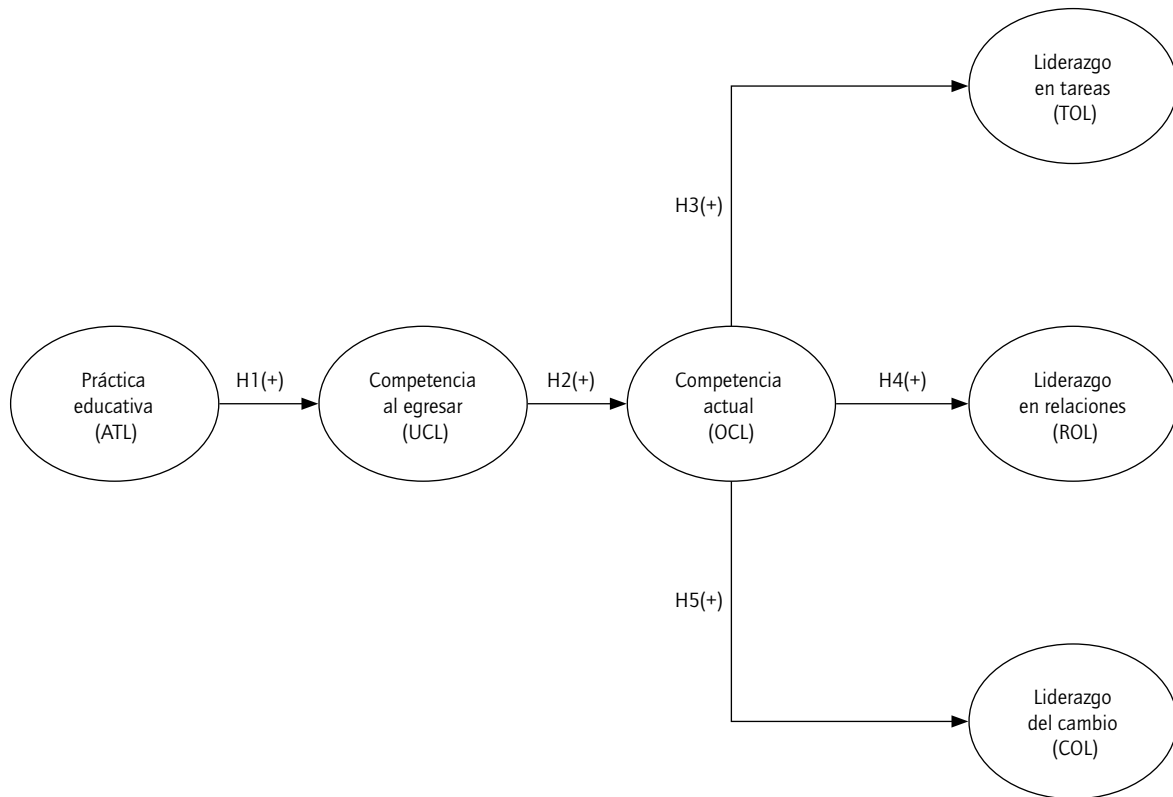 Liderazgo
en tareas
(TOL)
H3(+)
Práctica
educativa
(ATL)
H1(+)
Competencia
al egresar
(UCL)
H2(+)
Competencia
actual
(OCL)
H4(+)
Liderazgo
en relaciones
(ROL)
H5(+)
Liderazgo
del cambio
(COL)